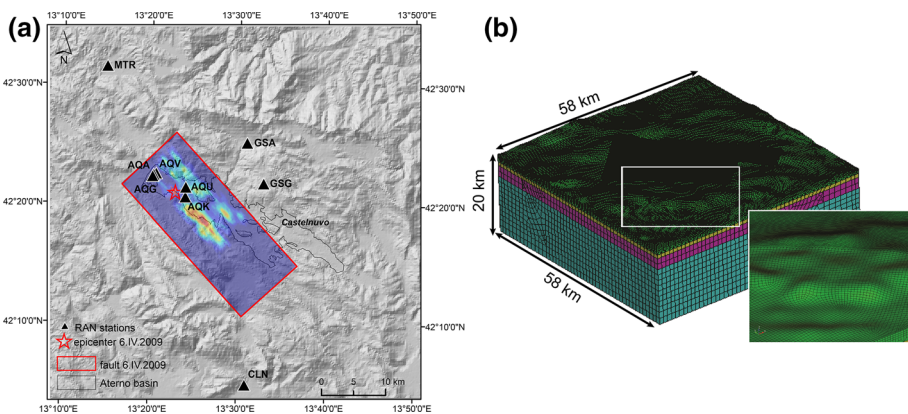 (a)
13°10'0"E 13°20'0"E 13°30'0"E 13°40'0"E 13°50'0"E
N
MTR
42°30'0"N
42°30'0"N
GSA
AQA AQV
AQG AQU
GSG
AQK
42°20'0"N
42°20'0"N
Castelnuvo
42°10'0"N
42°10'0"N
RAN stations
epicenter 6.IV.2009
fault 6.IV.2009
Aterno basin
CLN
0 5 10 km
13°10'0"E 13°20'0"E 13°30'0"E 13°40'0"E 13°50'0"E
(b)
58 km
20 km
58 km